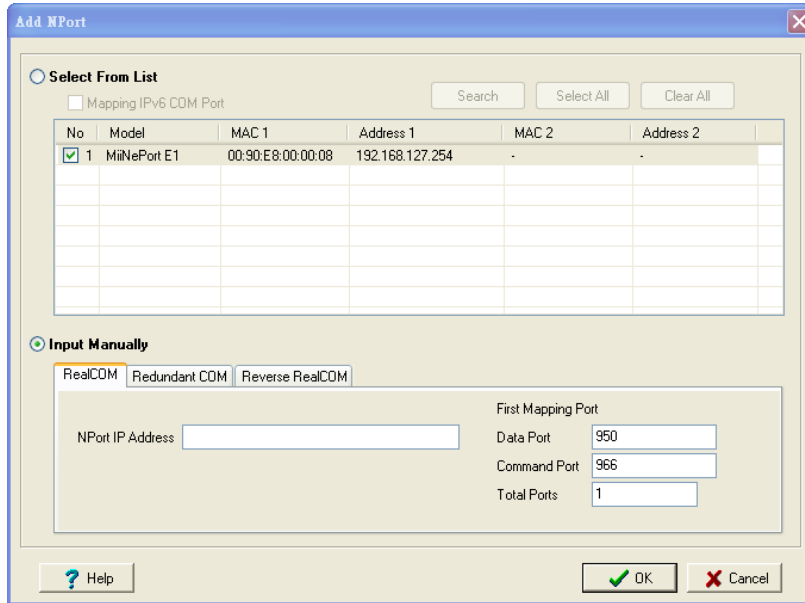 Add NPort
Select From List
Mapping IPv6 COM Port
Search Select All Clear All
No Model MAC 1 Address 1 MAC 2 Address 2
1 MiiNePort E1 00:90:E8:00:00:08 192.168.127.254 - -
Input Manually
RealCOM Redundant COM Reverse RealCOM
First Mapping Port
NPort IP Address
Data Port 950
Command Port 966
Total Ports 1
? Help OK Cancel